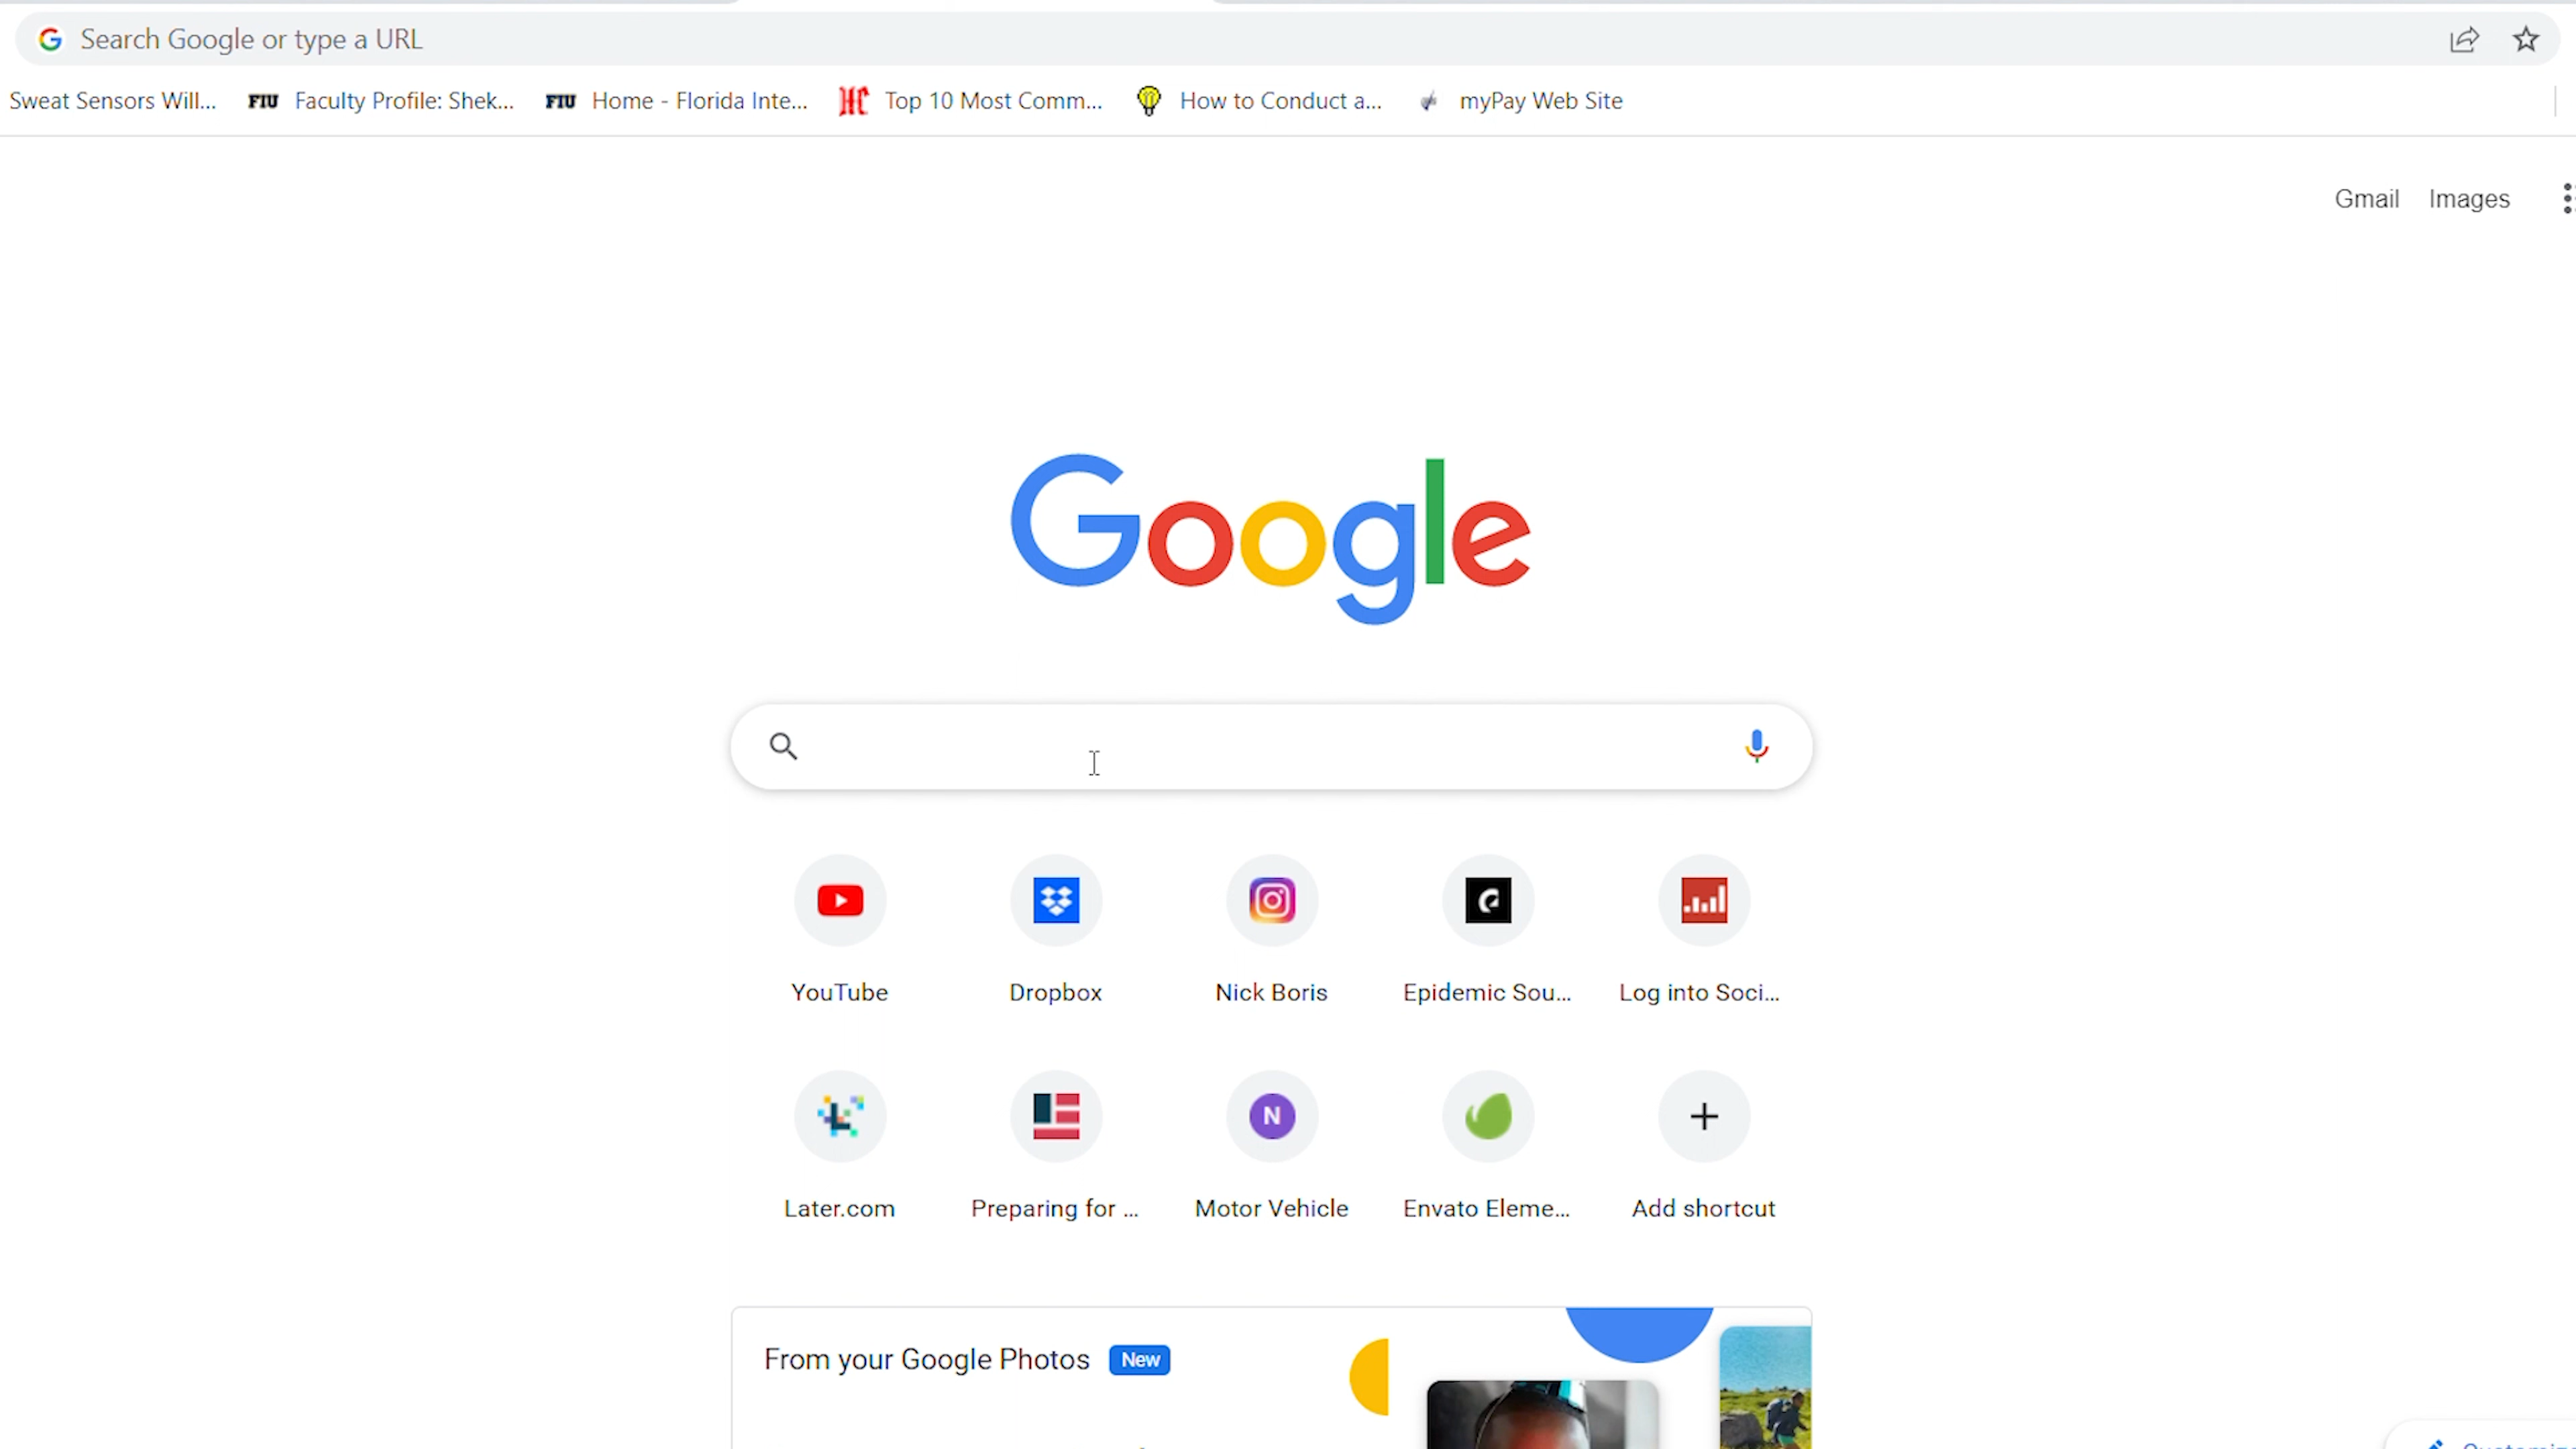 Search Google or type a URL
Sweat Sensors Will... FIU Faculty Profile: Shek... FIU Home - Florida Inte... HC Top 10 Most Comm... How to Conduct a... myPay Web Site
Gmail Images
Google
YouTube Dropbox Nick Boris Epidemic Sou... Log into Soci...
N
Later.com Preparing for ... Motor Vehicle Envato Eleme... Add shortcut
From your Google Photos New